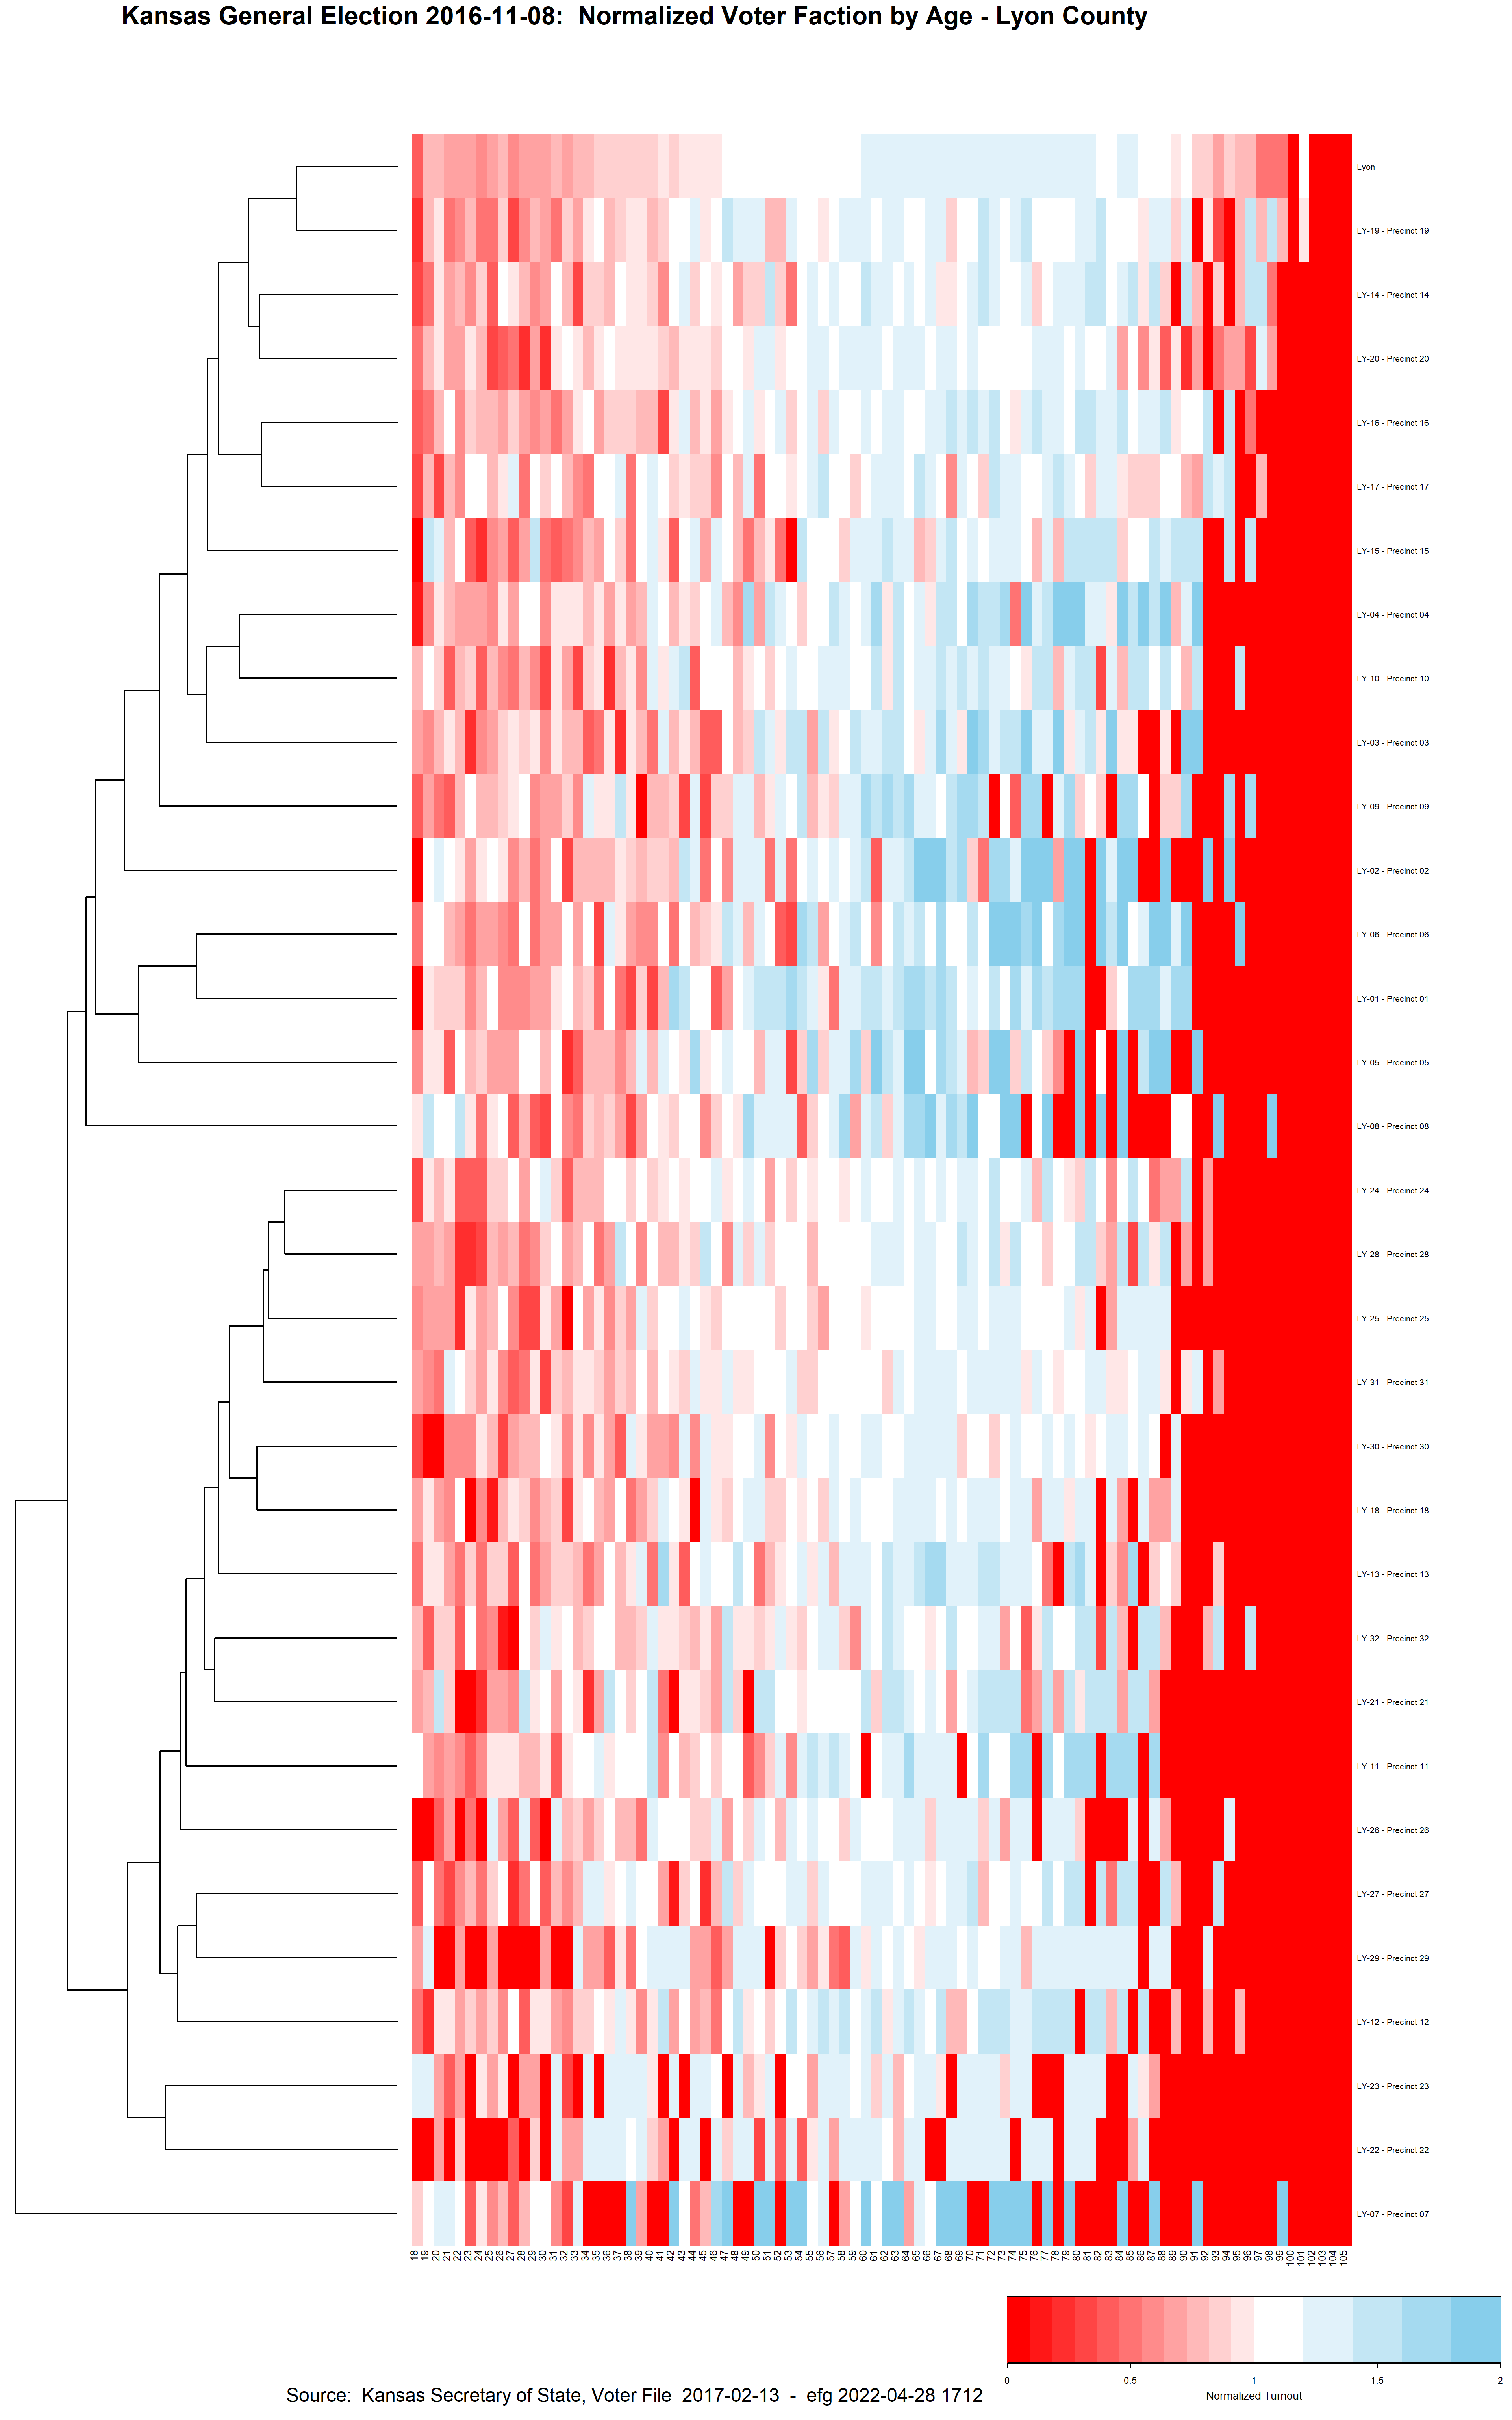 Kansas General Election 2016-11-08:  Normalized Voter Faction by Age - Lyon County
Lyon
LY-19 - Precinct 19
LY-14 - Precinct 14
LY-20 - Precinct 20
LY-16 - Precinct 16
LY-17 - Precinct 17
LY-15 - Precinct 15
LY-04 - Precinct 04
LY-10 - Precinct 10
LY-03 - Precinct 03
LY-09 - Precinct 09
LY-02 - Precinct 02
LY-06 - Precinct 06
LY-01 - Precinct 01
LY-05 - Precinct 05
LY-08 - Precinct 08
LY-24 - Precinct 24
LY-28 - Precinct 28
LY-25 - Precinct 25
LY-31 - Precinct 31
LY-30 - Precinct 30
LY-18 - Precinct 18
LY-13 - Precinct 13
LY-32 - Precinct 32
LY-21 - Precinct 21
LY-11 - Precinct 11
LY-26 - Precinct 26
LY-27 - Precinct 27
LY-29 - Precinct 29
LY-12 - Precinct 12
LY-23 - Precinct 23
LY-22 - Precinct 22
LY-07 - Precinct 07
18 19 20 21 22 23 24 25 26 27 28 29 30 31 32 33 34 35 36 37 38 39 40 41 42 43 44 45 46 47 48 49 50 51 52 53 54 55 56 57 58 59 60 61 62 63 64 65 66 67 68 69 70 71 72 73 74 75 76 77 78 79 80 81 82 83 84 85 86 87 88 89 90 91 92 93 94 95 96 97 98 99 100 101 102 103 104 105
0 0.5 1 1.5 2
Normalized Turnout
Source:  Kansas Secretary of State, Voter File  2017-02-13  -  efg 2022-04-28 1712